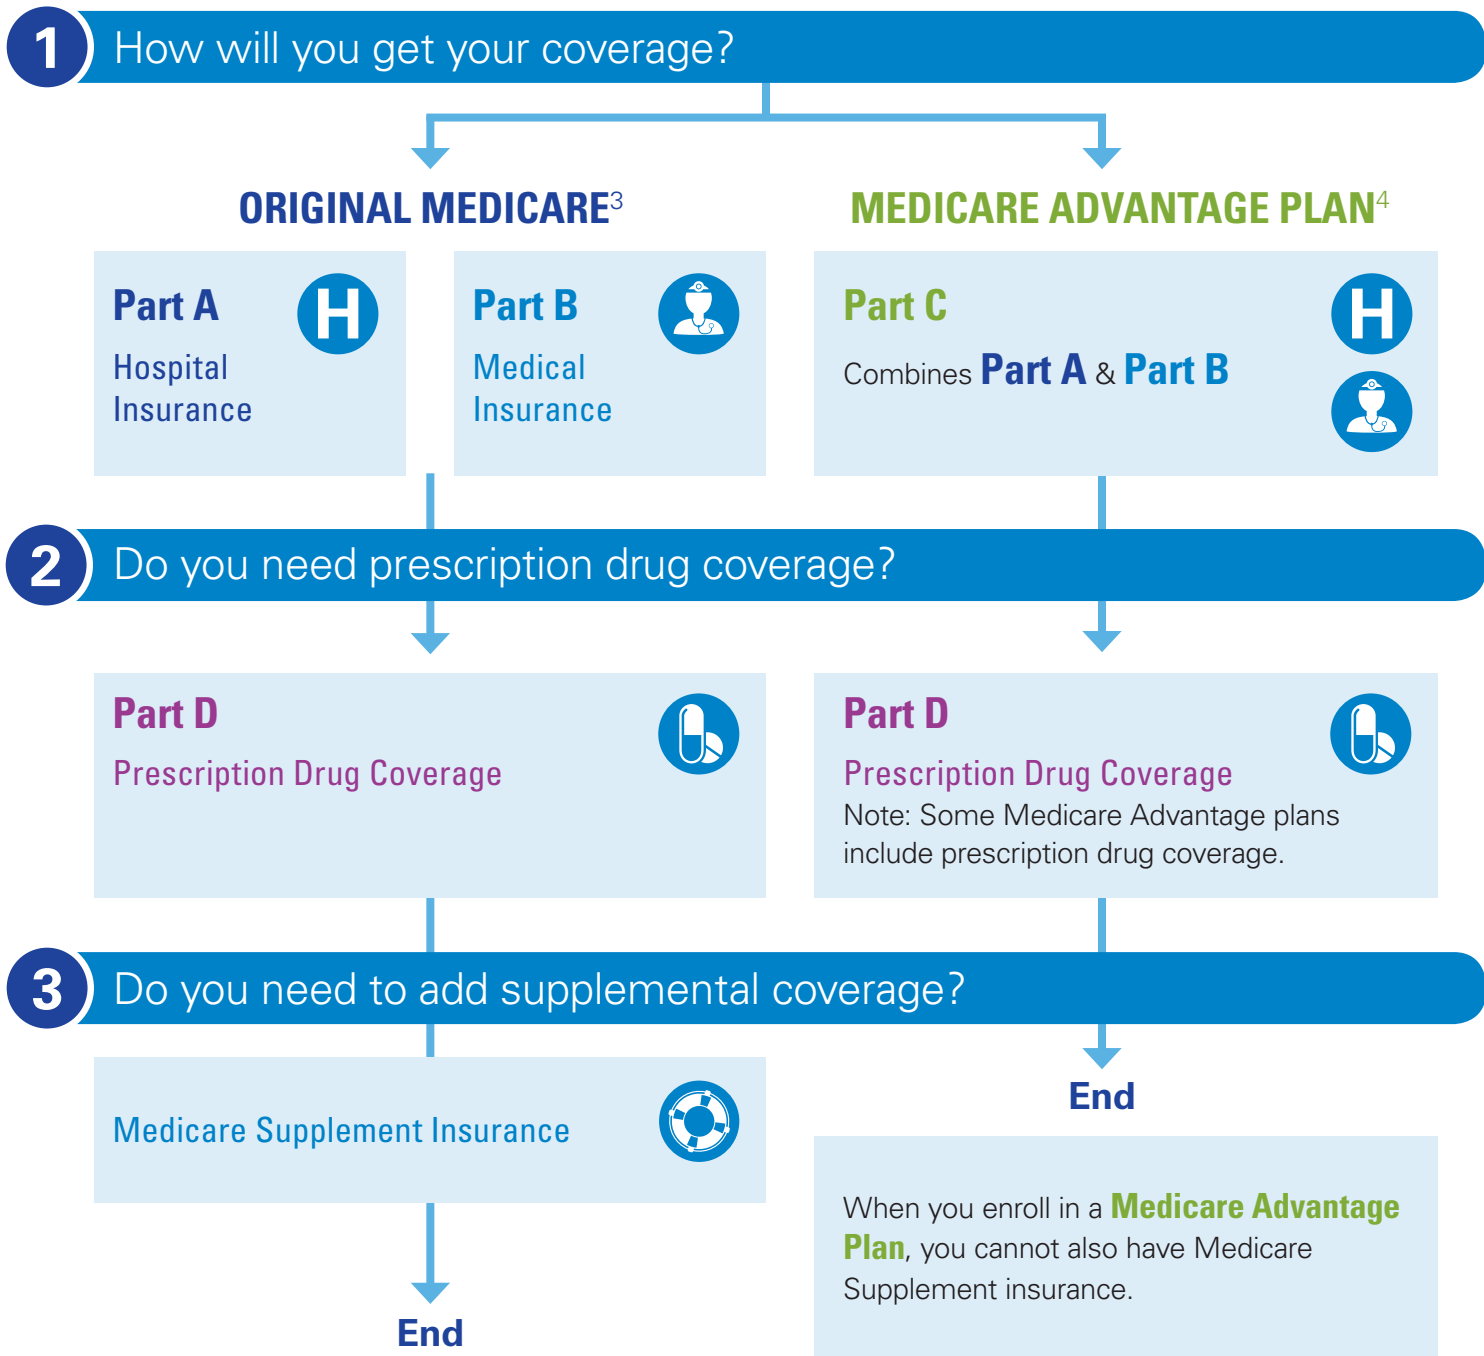 1 How will you get your coverage?
ORIGINAL MEDICARE3
Part A
Hospital
Insurance
H
Part B
Medical
Insurance
MEDICARE ADVANTAGE PLAN4
Part C
Combines Part A & Part B
H
2 Do you need prescription drug coverage?
Part D
Prescription Drug Coverage
Part D
Prescription Drug Coverage
Note: Some Medicare Advantage plans
include prescription drug coverage.
3 Do you need to add supplemental coverage?
Medicare Supplement Insurance
End
End
When you enroll in a Medicare Advantage
Plan, you cannot also have Medicare
Supplement insurance.